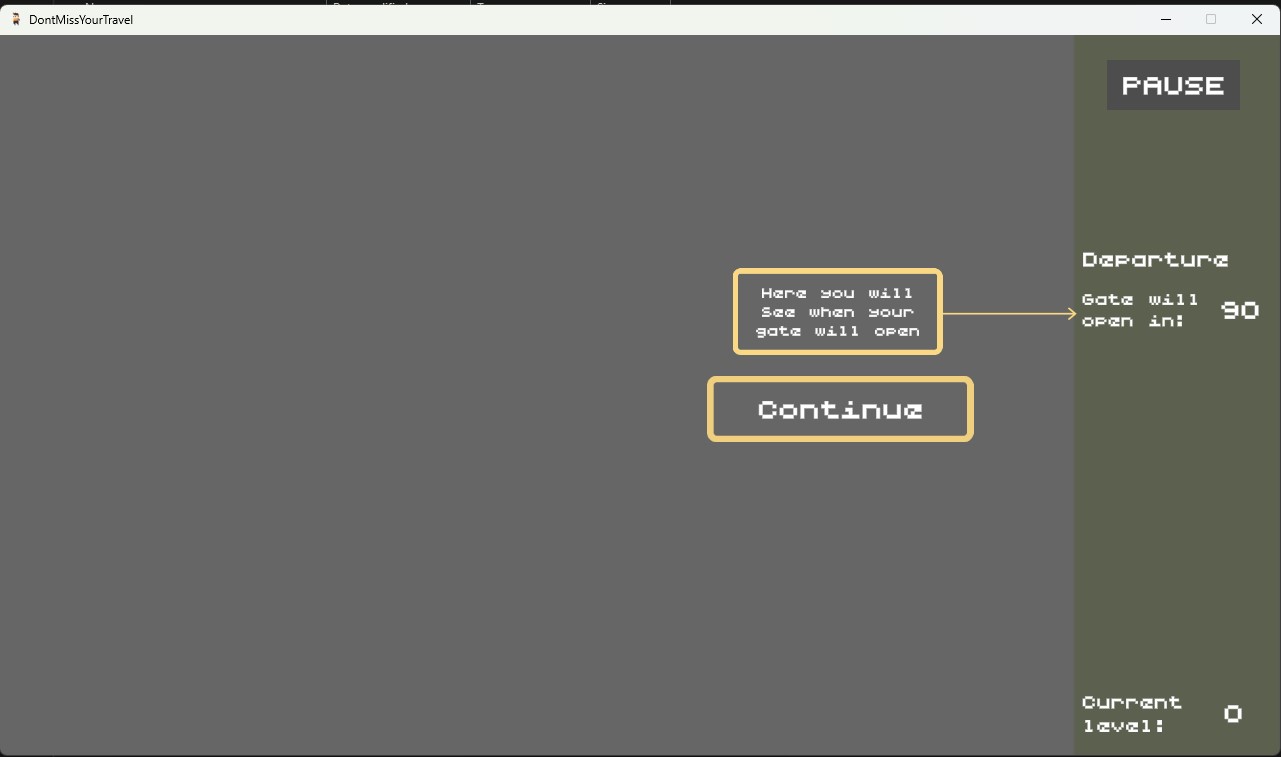 DontMissYourTravel
PAUSE
Departure
Gate will
open in:
90
Here you will
See when your
gate will open
Continue
Current
level:
0